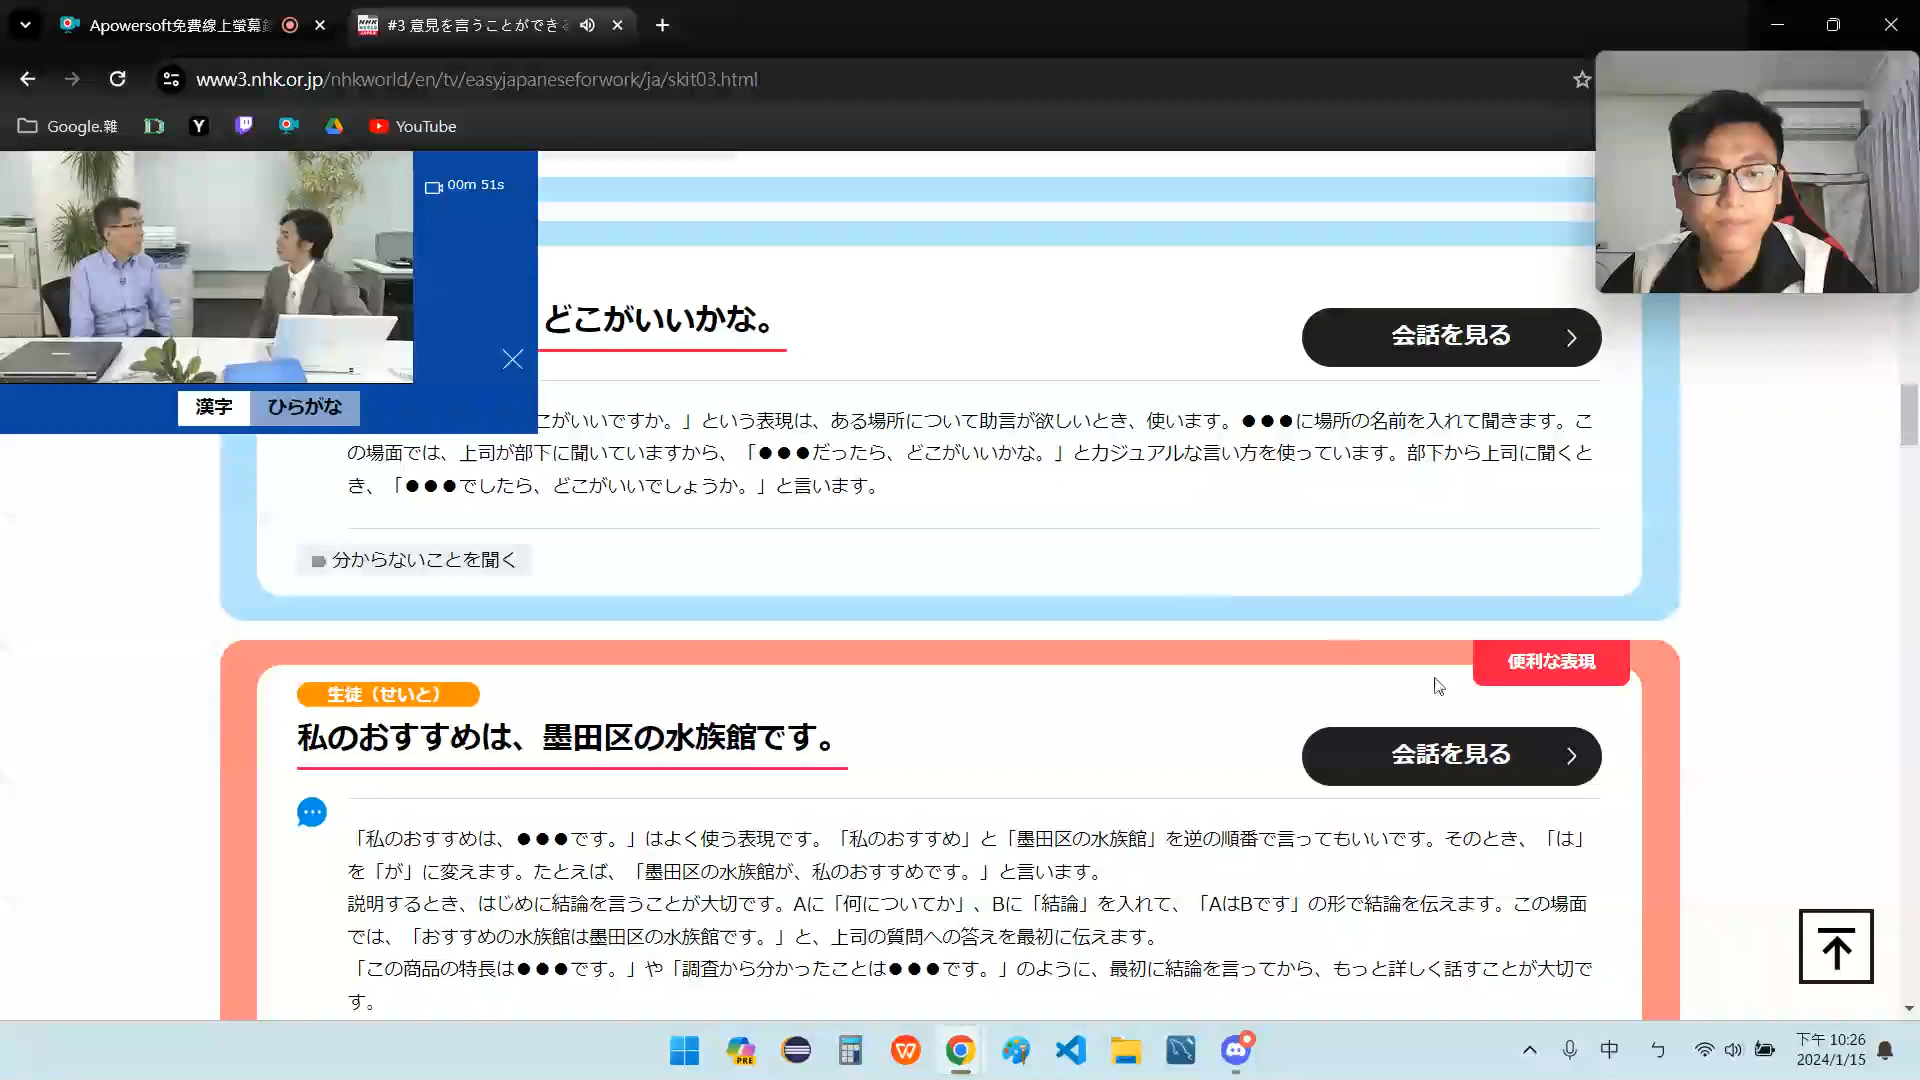 Apowersoft免費線上螢幕
#3 意見を言うことができ
www3.nhk.or.jp/nhkworld/en/tv/easyjapaneseforwork/ja/skit03.html
Google.雜
YouTube
00m 51s
漢字
ひらがな
どこがいいかな。
会話を見る
こがいいですか。」という表現は、ある場所について助言が欲しいとき、使います。●●●に場所の名前を入れて聞きます。こ
の場面では、上司が部下に聞いていますから、「●●●だったら、どこがいいかな。」とカジュアルな言い方を使っています。部下から上司に聞くと
き、「●●●でしたら、どこがいいでしょうか。」と言います。
分からないことを聞く
便利な表現
生徒（せいと）
私のおすすめは、墨田区の水族館です。
会話を見る
「私のおすすめは、●●●です。」はよく使う表現です。「私のおすすめ」と「墨田区の水族館」を逆の順番で言ってもいいです。そのとき、「は」
を「が」に変えます。たとえば、「墨田区の水族館が、私のおすすめです。」と言います。
説明するとき、はじめに結論を言うことが大切です。Aに「何についてか」、Bに「結論」を入れて、「AはBです」の形で結論を伝えます。この場面
では、「おすすめの水族館は墨田区の水族館です。」と、上司の質問への答えを最初に伝えます。
「この商品の特長は●●●です。」や「調査から分かったことは●●●です。」のように、最初に結論を言ってから、もっと詳しく話すことが大切で
す。
PRE
中
ㄅ
下午 10:26
2024/1/15